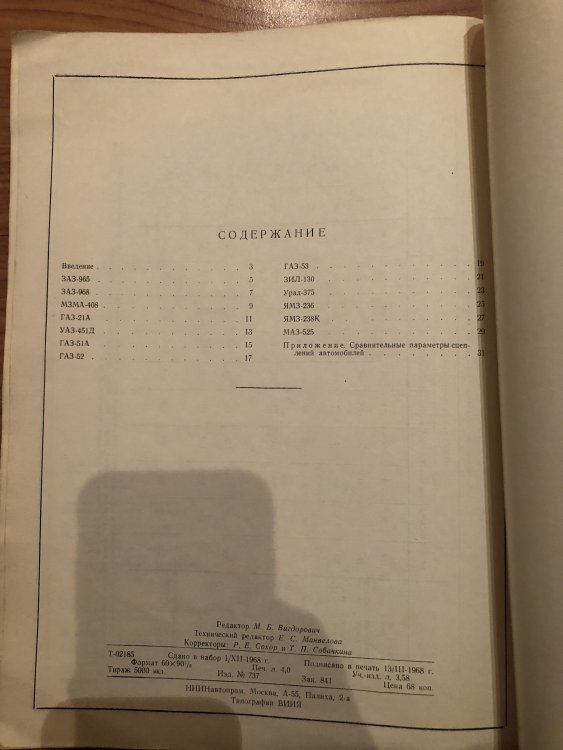 СОДЕРЖАНИЕ
Введение . . . . . . . . . . . 3
ЗАЗ-965 . . . . . . . . . . . 5
ЗАЗ-968 . . . . . . . . . . . 7
МЗМА-408 . . . . . . . . . . . 9
ГАЗ-21А . . . . . . . . . . . 11
УАЗ-451Д . . . . . . . . . . . 13
ГАЗ-51А . . . . . . . . . . . 15
ГАЗ-52 . . . . . . . . . . . 17
ГАЗ-53 . . . . . . . . . . . 19
ЗИЛ-130 . . . . . . . . . . . 21
Урал-375 . . . . . . . . . . . 23
ЯМЗ-236 . . . . . . . . . . . 25
ЯМЗ-238К . . . . . . . . . . . 27
МАЗ-525 . . . . . . . . . . . 29
Приложение. Сравнительные параметры сцеп-
лений автомобилей . . . . . . . . 31
Редактор М. Б. Вигдорович
Технический редактор Е. С. Манвелова
Корректоры: Р. Е. Сохор и Т. П. Собачкина
Т-02185 Сдано в набор 1/XII-1968 г. Подписано в печать 13/III-1968 г.
Формат 60×90¹/₈ Печ. л. 4,0 Уч.-изд. л. 3,58
Тираж 5000 экз. Изд. № 737 Зак. 841 Цена 68 коп.
НИИНавтопром. Москва, А-55, Палиха, 2-а
Типография ВИИЯ